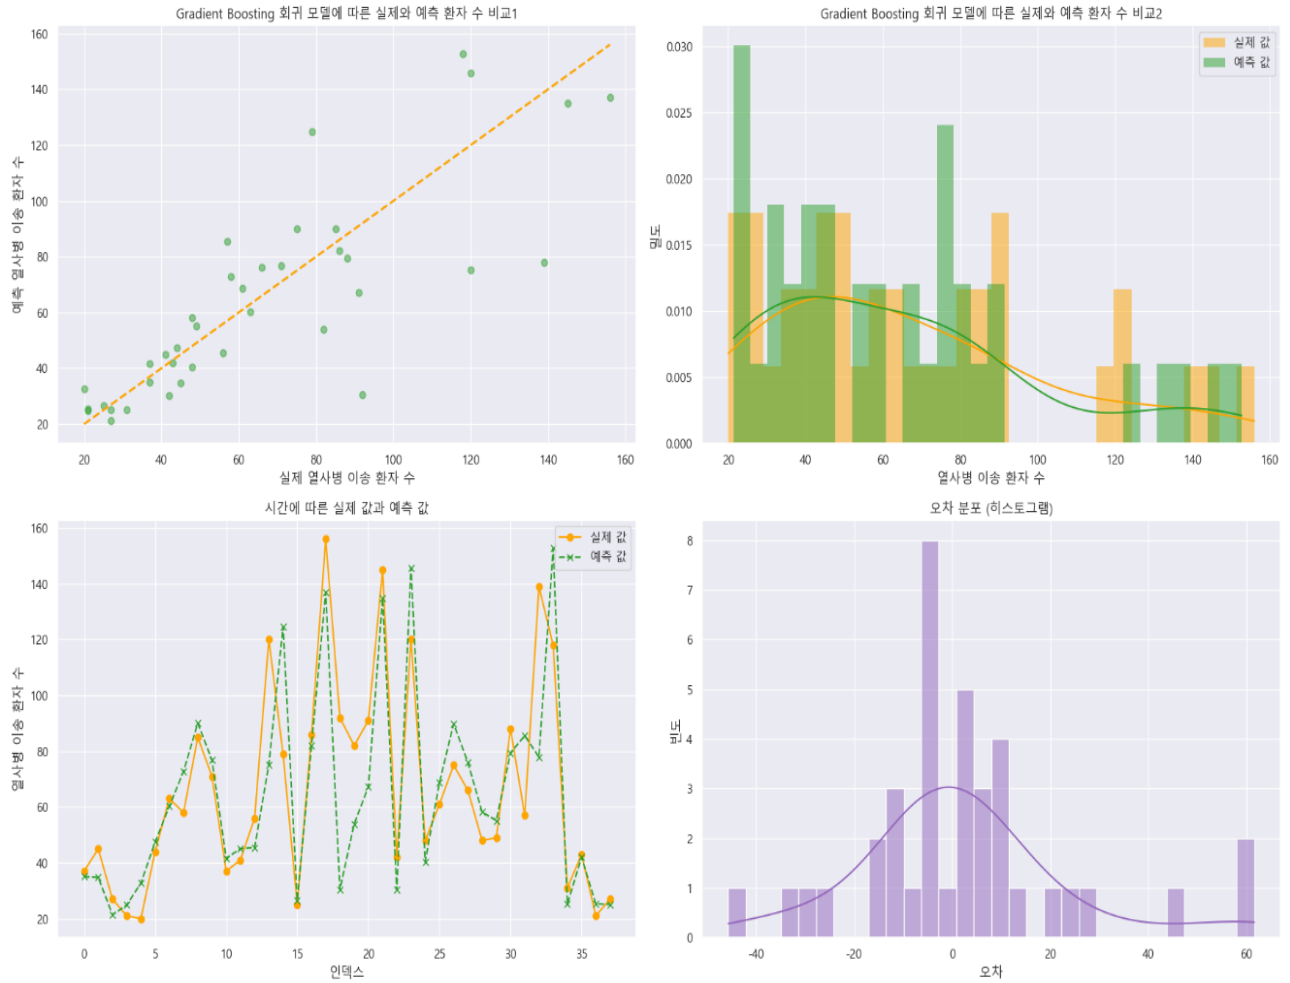 Gradient Boosting 회귀 모델에 따른 실제와 예측 환자 수 비교1
160
140
120
100
80
60
40
20
예측 열사병 이송 환자 수
20 40 60 80 100 120 140 160
실제 열사병 이송 환자 수
Gradient Boosting 회귀 모델에 따른 실제와 예측 환자 수 비교2
실제 값
예측 값
0.030
0.025
0.020
0.015
0.010
0.005
0.000
밀도
20 40 60 80 100 120 140 160
열사병 이송 환자 수
시간에 따른 실제 값과 예측 값
실제 값
예측 값
160
140
120
100
80
60
40
20
열사병 이송 환자 수
0 5 10 15 20 25 30 35
인덱스
오차 분포 (히스토그램)
8
7
6
5
4
3
2
1
0
빈도
-40 -20 0 20 40 60
오차